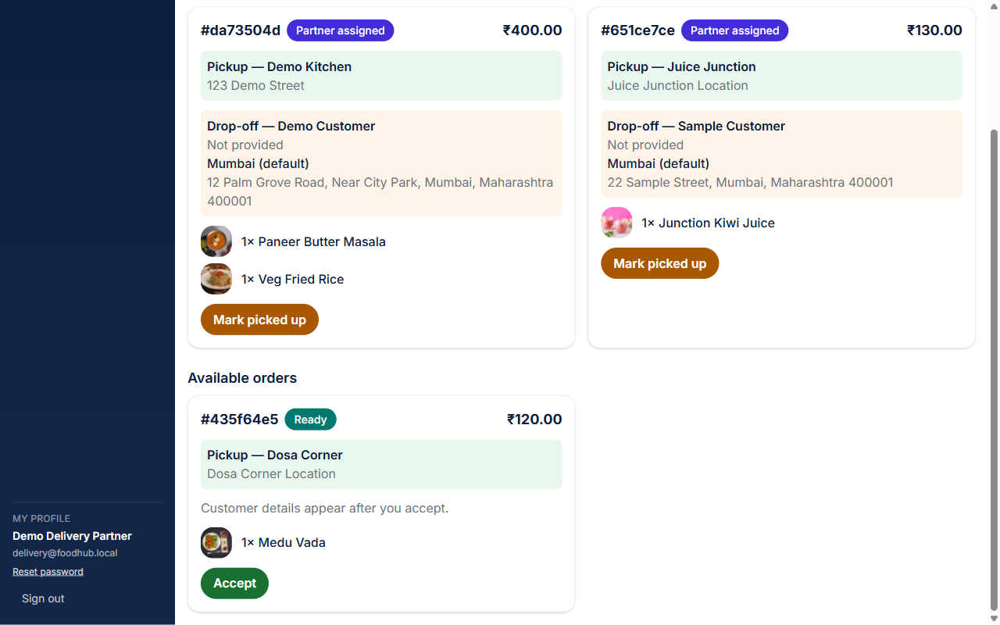 #da73504d Partner assigned ₹400.00
Pickup — Demo Kitchen
123 Demo Street
Drop-off — Demo Customer
Not provided
Mumbai (default)
12 Palm Grove Road, Near City Park, Mumbai, Maharashtra
400001
1× Paneer Butter Masala
1× Veg Fried Rice
Mark picked up
#651ce7ce Partner assigned ₹130.00
Pickup — Juice Junction
Juice Junction Location
Drop-off — Sample Customer
Not provided
Mumbai (default)
22 Sample Street, Mumbai, Maharashtra 400001
1× Junction Kiwi Juice
Mark picked up
Available orders
#435f64e5 Ready ₹120.00
Pickup — Dosa Corner
Dosa Corner Location
Customer details appear after you accept.
1× Medu Vada
Accept
MY PROFILE
Demo Delivery Partner
delivery@foodhub.local
Reset password
Sign out